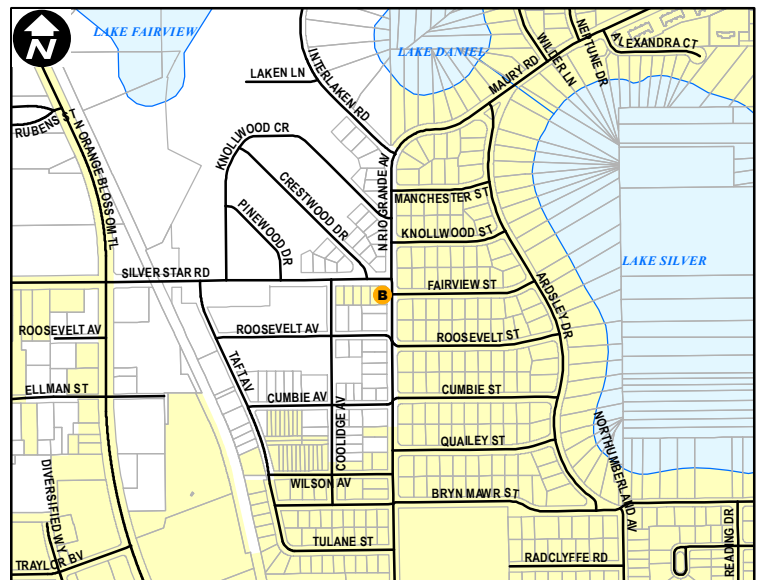 N
LAKE FAIRVIEW
LAKE DANIEL
NEPTUNE DR
ALEXANDRA CT
WILDER LN
LAKEN LN
INTERLAKEN RD
MAURY RD
RUBENS ST
N ORANGE BLOSSOM TL
KNOLLWOOD CR
CRESTWOOD DR
PINEWOOD DR
N RIO GRANDE AV
MANCHESTER ST
KNOLLWOOD ST
LAKE SILVER
SILVER STAR RD
FAIRVIEW ST
B
ARDSLEY DR
ROOSEVELT AV
ROOSEVELT AV
ROOSEVELT ST
TAFT AV
ELLMAN ST
CUMBIE AV
CUMBIE ST
COOLIDGE AV
QUAILEY ST
NORTHUMBERLAND AV
DIVERSIFIED WY
WILSON AV
BRYN MAWR ST
TULANE ST
RADCLYFFE RD
READING DR
TRAYLOR BV